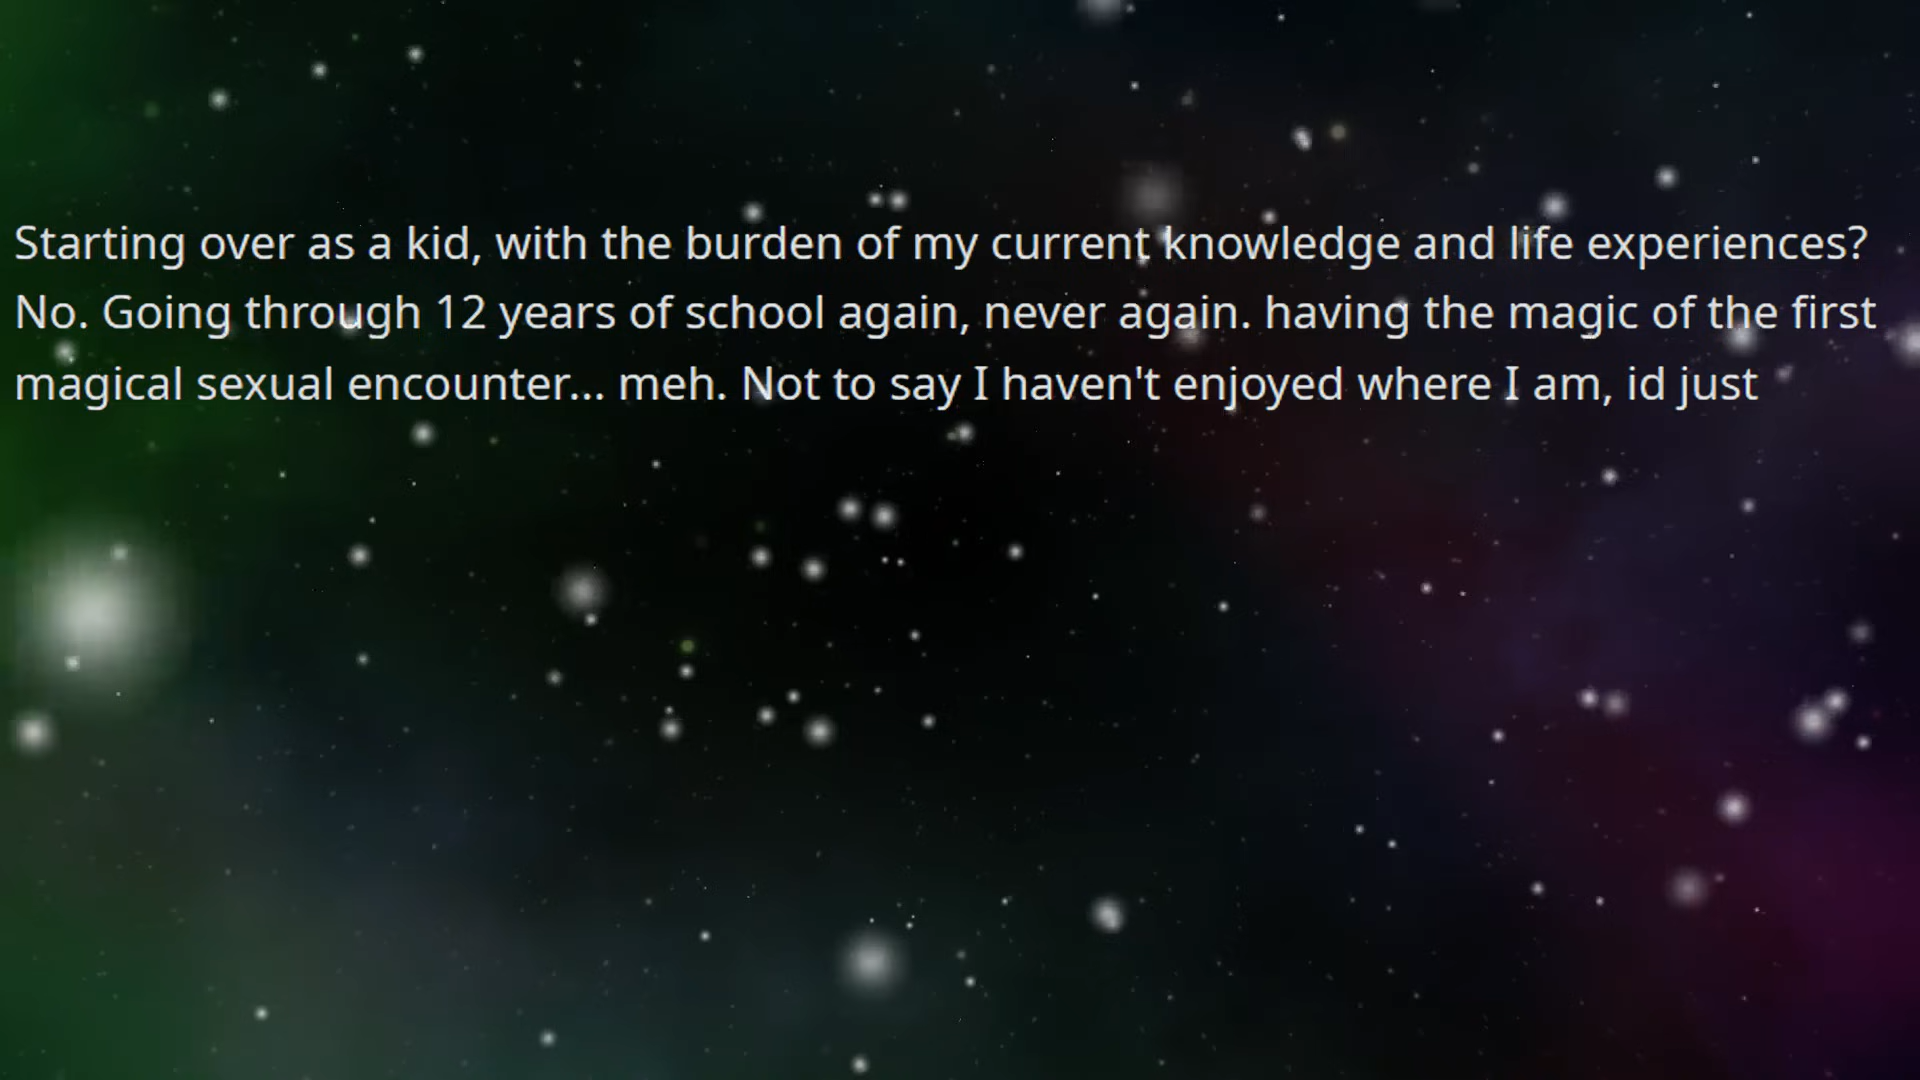 Starting over as a kid, with the burden of my current knowledge and life experiences?
No. Going through 12 years of school again, never again. having the magic of the first
magical sexual encounter... meh. Not to say I haven't enjoyed where I am, id just